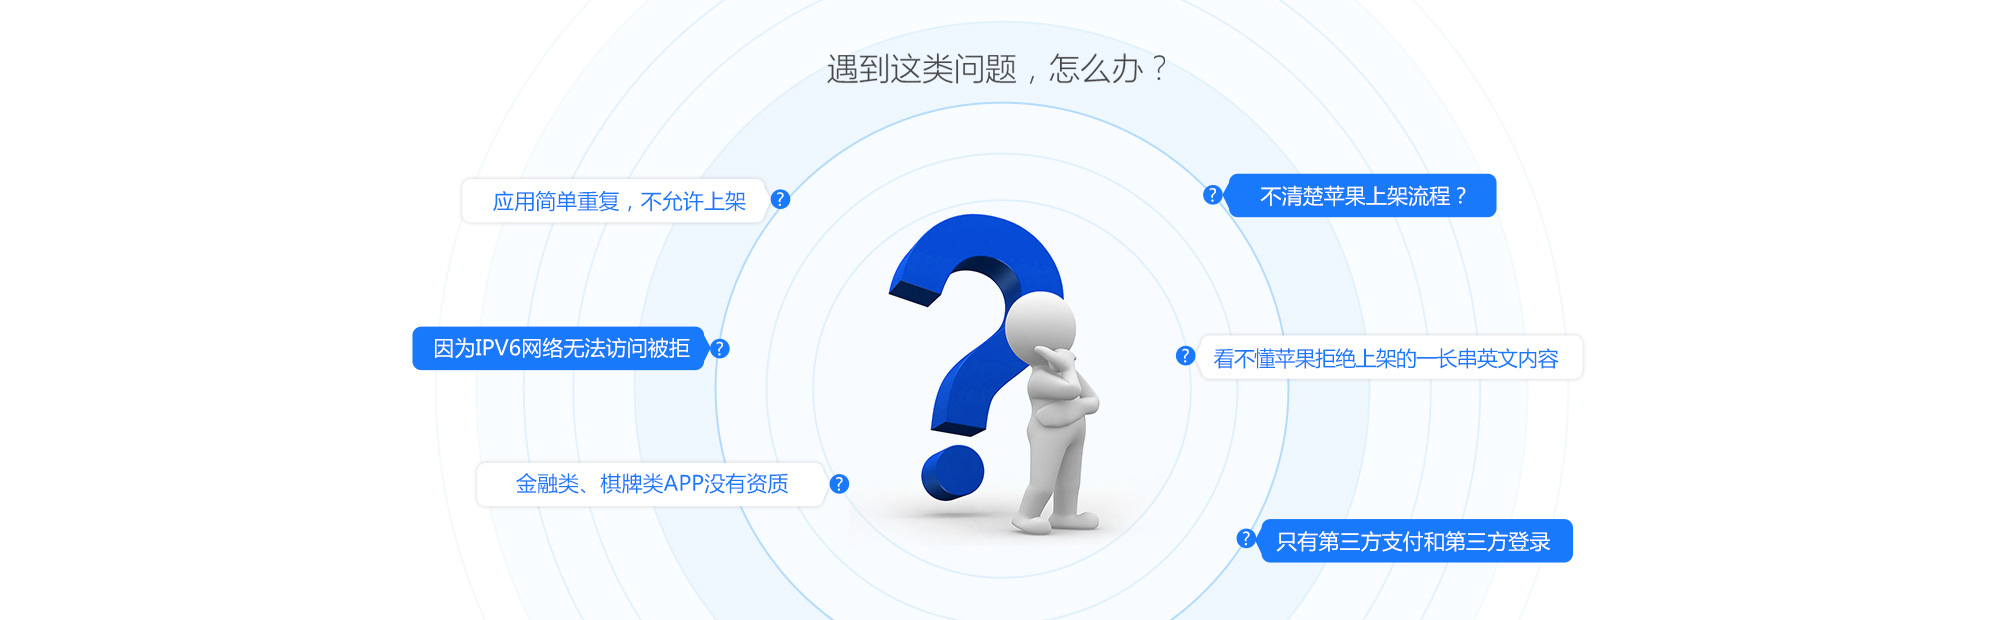 遇到这类问题，怎么办？
应用简单重复，不允许上架
?
?
不清楚苹果上架流程？
因为IPV6网络无法访问被拒
?
?
看不懂苹果拒绝上架的一长串英文内容
金融类、棋牌类APP没有资质
?
?
只有第三方支付和第三方登录